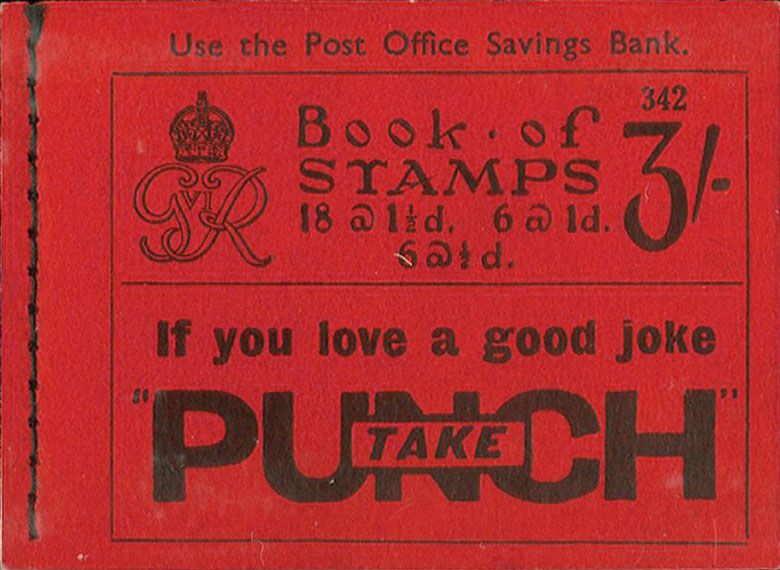 Use the Post Office Savings Bank.
342
Book · of 3/-
STAMPS
GVIR
18 @ 1½d. 6 @ 1d.
6 @ ½d.
If you love a good joke
TAKE
"PUNCH"